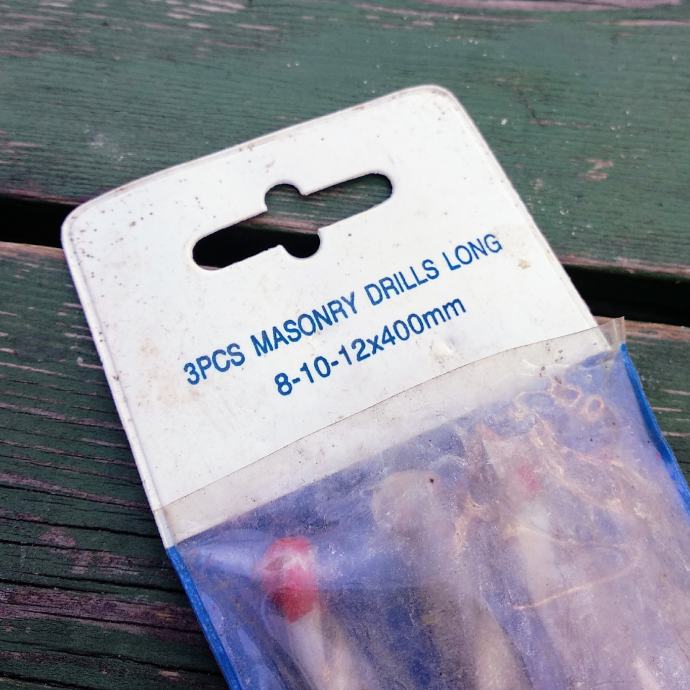 3PCS MASONRY DRILLS LONG
8-10-12x400mm